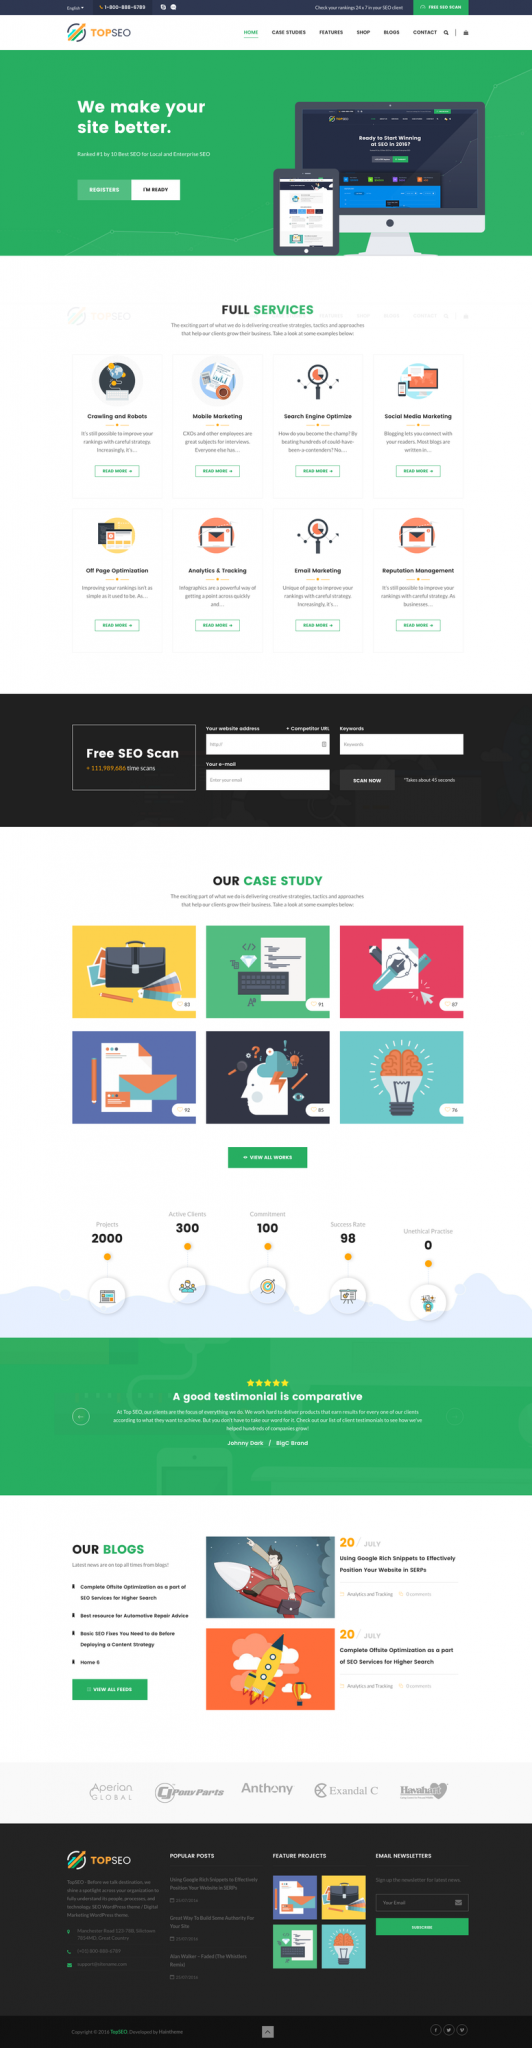 English
1-800-888-6789
Check your rankings 24 x 7 in your SEO client
FREE SEO SCAN
TOPSEO
HOME CASE STUDIES FEATURES SHOP BLOGS CONTACT
We make your
site better.
Ranked #1 by 10 Best SEO for Local and Enterprise SEO
REGISTERS I'M READY
Ready to Start Winning
at SEO in 2016?
FULL SERVICES
The exciting part of what we do is delivering creative strategies, tactics and approaches
that help our clients grow their business. Take a look at some examples below:
Crawling and Robots
It's still possible to improve your
rankings with careful strategy.
Increasingly, it's…
READ MORE
Mobile Marketing
CXOs and other employees are
great subjects for interviews.
Everyone else has…
READ MORE
Search Engine Optimize
How do you become the champ? By
beating hundreds of could-have-
been-a-contenders? No…
READ MORE
Social Media Marketing
Blogging lets you connect with
your readers. Most blogs are
written in…
READ MORE
Off Page Optimization
Improving your rankings isn't as
simple as it used to be. As…
READ MORE
Analytics & Tracking
Infographics are a powerful way of
getting a point across quickly
and…
READ MORE
Email Marketing
Unique of page to improve your
rankings with careful strategy.
Increasingly, it's…
READ MORE
Reputation Management
It's still possible to improve your
rankings with careful strategy. As
businesses…
READ MORE
Free SEO Scan
+ 111,989,686 time scans
Your website address + Competitor URL
http://
Keywords
Keywords
Your e-mail
Enter your email
SCAN NOW
*Takes about 45 seconds
OUR CASE STUDY
The exciting part of what we do is delivering creative strategies, tactics and approaches
that help our clients grow their business. Take a look at some examples below:
83
91
87
92
85
76
VIEW ALL WORKS
Projects
2000
Active Clients
300
Commitment
100
Success Rate
98
Unethitical Practise
0
A good testimonial is comparative
At Top SEO, our clients are the focus of everything we do. We work hard to deliver products that earn results for every one of our clients
according to what they want to achieve. But you don't have to take our word for it. Check out our list of client testimonials to see how we've
helped hundreds of companies grow!
Johnny Dark / BigC Brand
OUR BLOGS
Latest news are on top all times from blogs!
Complete Offsite Optimization as a part
of SEO Services for Higher Search
Best resource for Automotive Repair Advice
Basic SEO Fixes You Need to do Before
Deploying a Content Strategy
Home 6
VIEW ALL FEEDS
20 / JULY
Using Google Rich Snippets to Effectively
Position Your Website in SERPs
Analytics and Tracking
0 comments
20 / JULY
Complete Offsite Optimization as a part
of SEO Services for Higher Search
Analytics and Tracking
0 comments
Aperian
GLOBAL
CJ Pony Parts
Anthony
Exandal C
Havahart
TOPSEO
TopSEO - Before we talk destination, we
shine a spotlight across your organization to
fully understand its people, processes, and
technology. SEO WordPress theme / Digital
Marketing WordPress theme.
(+01)-800-888-6789
POPULAR POSTS
Using Google Rich Snippets to Effectively
Position Your Website in SERPs
Great Way To Build Some Authority For
Your Site
Alan Walker - Faded (The Whistlers
Remix)
FEATURE PROJECTS
EMAIL NEWSLETTERS
Sign up the newsletter for latest news
Your Email
SUBSCRIBE
Copyright © 2016 TopSEO. Developed by Haintheme